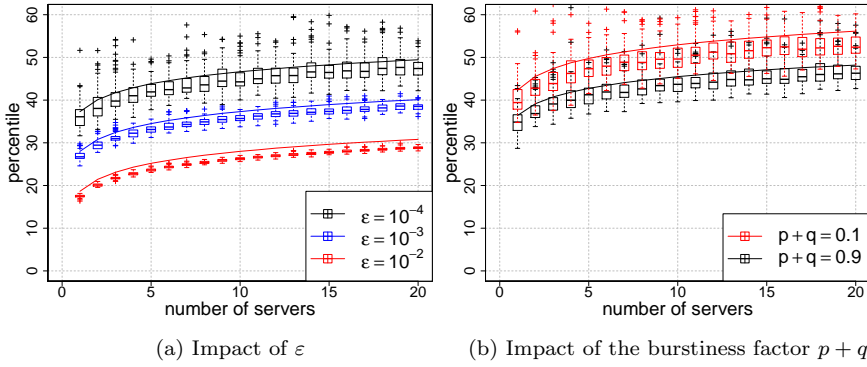 60
50
40
30
20
10
0
percentile
0 5 10 15 20
number of servers
ε = 10⁻⁴
ε = 10⁻³
ε = 10⁻²
(a) Impact of ε
60
50
40
30
20
10
0
percentile
0 5 10 15 20
number of servers
p + q = 0.1
p + q = 0.9
(b) Impact of the burstiness factor p + q